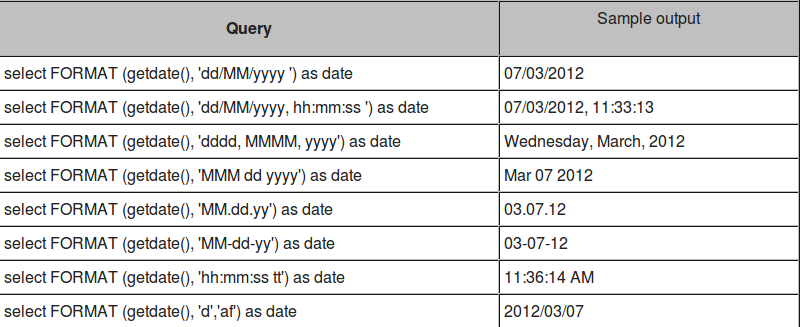 Query Sample output
select FORMAT (getdate(), 'dd/MM/yyyy ') as date 07/03/2012
select FORMAT (getdate(), 'dd/MM/yyyy, hh:mm:ss ') as date 07/03/2012, 11:33:13
select FORMAT (getdate(), 'dddd, MMMM, yyyy') as date Wednesday, March, 2012
select FORMAT (getdate(), 'MMM dd yyyy') as date Mar 07 2012
select FORMAT (getdate(), 'MM.dd.yy') as date 03.07.12
select FORMAT (getdate(), 'MM-dd-yy') as date 03-07-12
select FORMAT (getdate(), 'hh:mm:ss tt') as date 11:36:14 AM
select FORMAT (getdate(), 'd','af') as date 2012/03/07